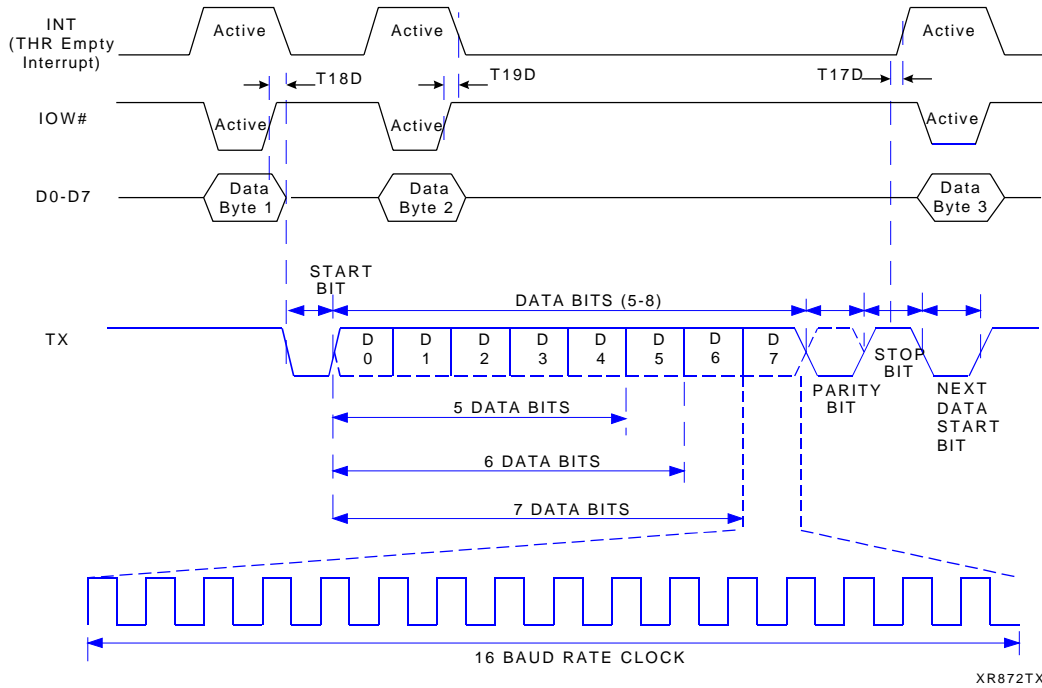 INT
(THR Empty
Interrupt)
Active
Active
Active
T18D
T19D
T17D
IOW#
Active
Active
Active
D0-D7
Data
Byte 1
Data
Byte 2
Data
Byte 3
START
BIT
DATA BITS (5-8)
TX
D
0
D
1
D
2
D
3
D
4
D
5
D
6
D
7
STOP
BIT
PARITY
BIT
NEXT
DATA
START
BIT
5 DATA BITS
6 DATA BITS
7 DATA BITS
16 BAUD RATE CLOCK
XR872TX